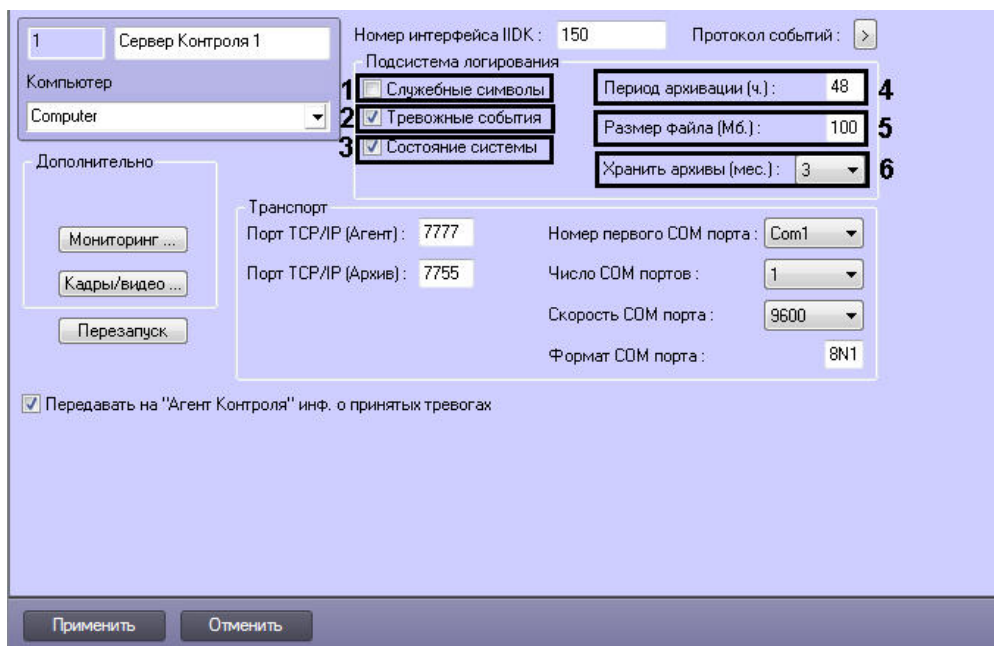 1 Сервер Контроля 1
Номер интерфейса IIDK : 150
Протокол событий : >
Компьютер
Computer
Подсистема логирования
1 Служебные символы
2 Тревожные события
3 Состояние системы
Период архивации (ч.) : 48 4
Размер файла (Мб.) : 100 5
Хранить архивы (мес.) : 3 6
Дополнительно
Мониторинг ...
Кадры/видео ...
Перезапуск
Транспорт
Порт TCP/IP (Агент) : 7777
Порт TCP/IP (Архив) : 7755
Номер первого COM порта : Com1
Число COM портов : 1
Скорость COM порта : 9600
Формат COM порта : 8N1
Передавать на "Агент Контроля" инф. о принятых тревогах
Применить
Отменить